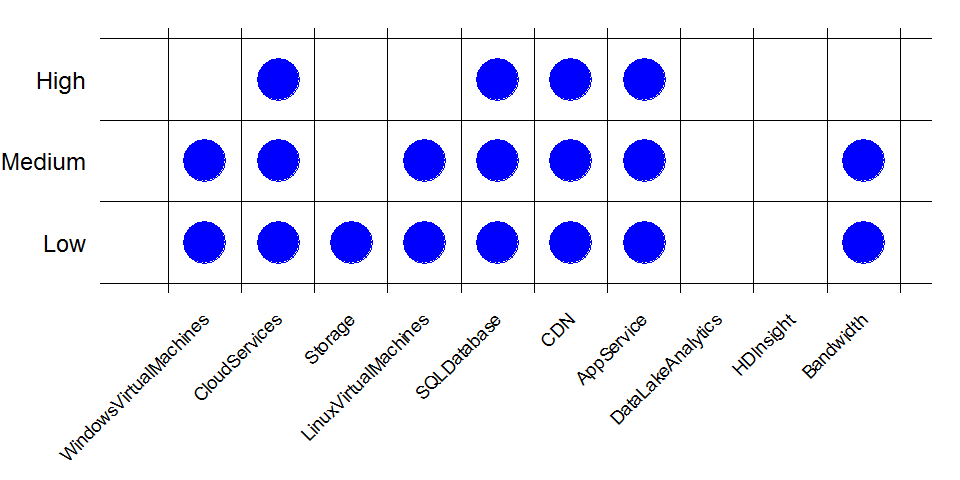 High
Medium
Low
WindowsVirtualMachines
CloudServices
Storage
LinuxVirtualMachines
SQLDatabase
CDN
AppService
DataLakeAnalytics
HDInsight
Bandwidth